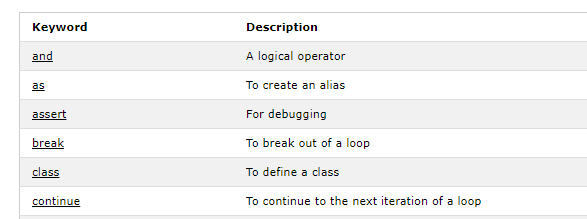 Keyword Description
and A logical operator
as To create an alias
assert For debugging
break To break out of a loop
class To define a class
continue To continue to the next iteration of a loop